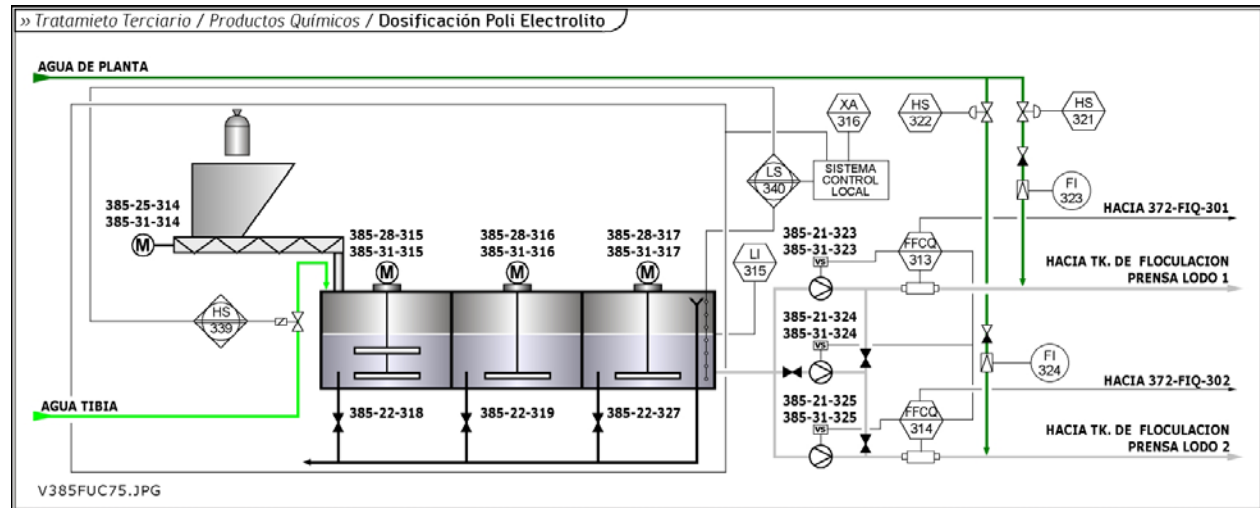 » Tratamieto Terciario / Productos Químicos / Dosificación Poli Electrolito
AGUA DE PLANTA
XA
316
HS
322
HS
321
LS
340
SISTEMA
CONTROL
LOCAL
FI
323
385-25-314
385-31-314
M
385-28-315
385-31-315
M
385-28-316
385-31-316
M
385-28-317
385-31-317
M
LI
315
385-21-323
385-31-323
VS
FFCQ
313
HACIA 372-FIQ-301
HACIA TK. DE FLOCULACION
PRENSA LODO 1
HS
339
385-21-324
385-31-324
VS
FI
324
AGUA TIBIA
385-22-318
385-22-319
385-22-327
385-21-325
385-31-325
VS
FFCQ
314
HACIA 372-FIQ-302
HACIA TK. DE FLOCULACION
PRENSA LODO 2
V385FUC75.JPG